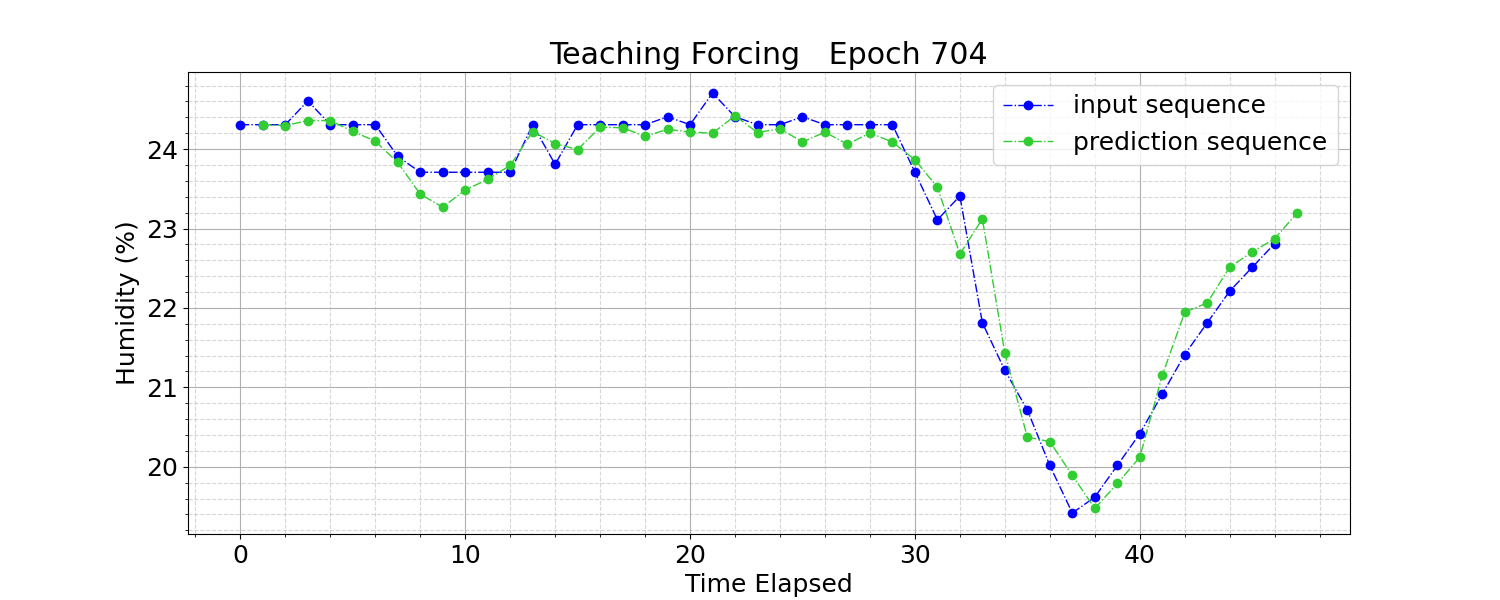 Teaching Forcing   Epoch 704
input sequence
prediction sequence
Humidity (%)
24
23
22
21
20
0 10 20 30 40
Time Elapsed